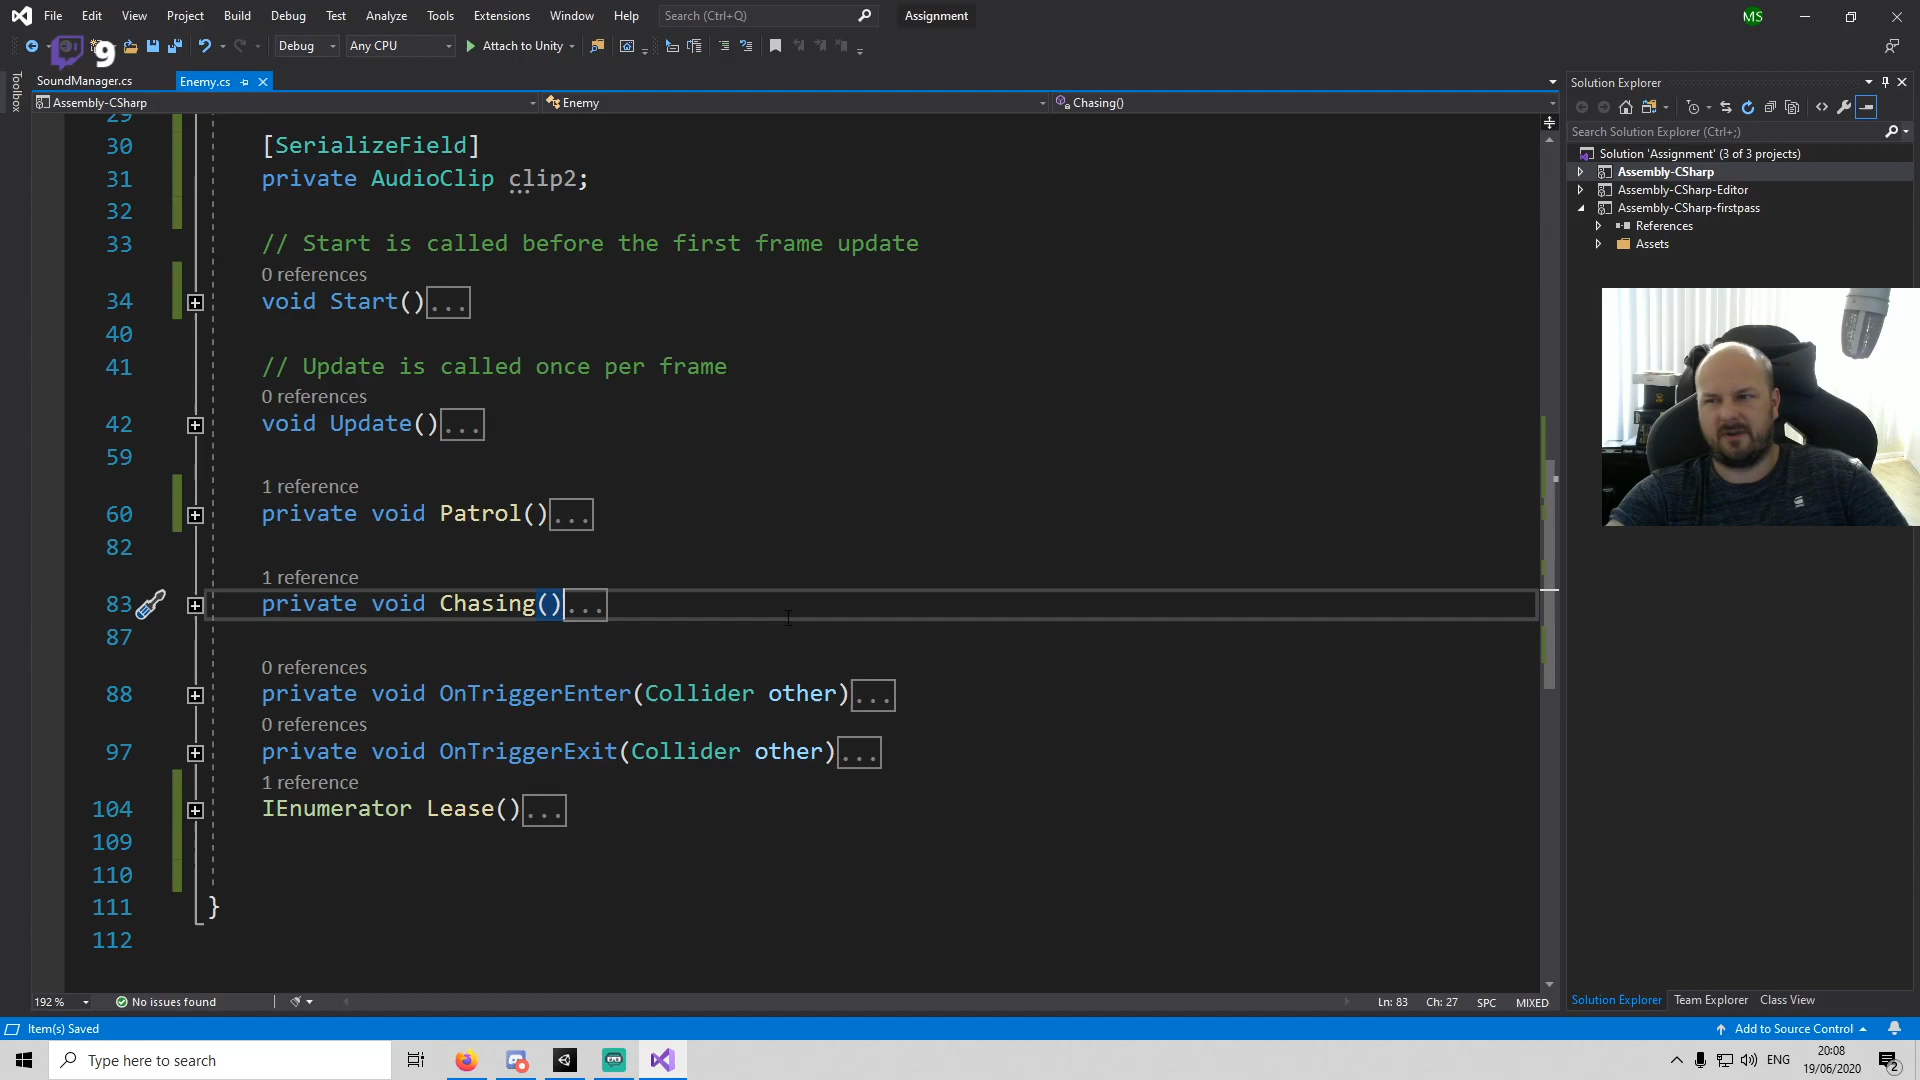 File Edit View Project Build Debug Test Analyze Tools Extensions Window Help Search (Ctrl+Q) Assignment MS
9 Debug Any CPU Attach to Unity
Toolbox
SoundManager.cs Enemy.cs
Assembly-CSharp Enemy Chasing()
29
30 [SerializeField]
31 private AudioClip clip2;
32
33 // Start is called before the first frame update
0 references
34 void Start()...
40
41 // Update is called once per frame
0 references
42 void Update()...
59
1 reference
60 private void Patrol()...
82
1 reference
83 private void Chasing()...
87
0 references
88 private void OnTriggerEnter(Collider other)...
0 references
97 private void OnTriggerExit(Collider other)...
1 reference
104 IEnumerator Lease()...
109
110
111 }
112
192 % No issues found Ln: 83 Ch: 27 SPC MIXED
Solution Explorer
Search Solution Explorer (Ctrl+;)
Solution 'Assignment' (3 of 3 projects)
Assembly-CSharp
Assembly-CSharp-Editor
Assembly-CSharp-firstpass
References
Assets
Solution Explorer Team Explorer Class View
Item(s) Saved Add to Source Control
Type here to search ENG 20:08
19/06/2020
2